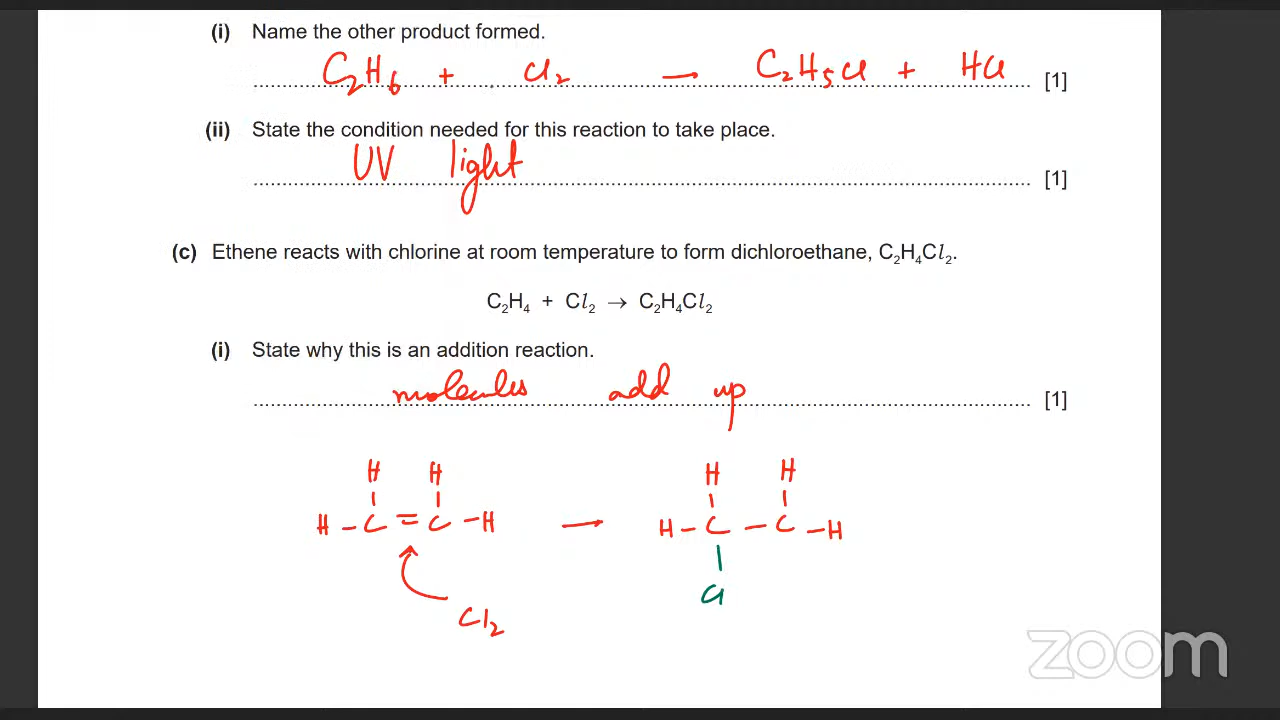 (i) Name the other product formed.
C₂H₆ + Cl₂ → C₂H₅Cl + HCl
[1]
(ii) State the condition needed for this reaction to take place.
UV light
[1]
(c) Ethene reacts with chlorine at room temperature to form dichloroethane, C₂H₄Cl₂.
C₂H₄ + Cl₂ → C₂H₄Cl₂
(i) State why this is an addition reaction.
molecules add up
[1]
H H H H
H – C = C – H → H – C – C – H
Cl
Cl₂
zoom